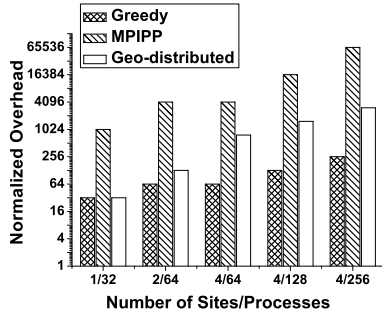 Greedy
MPIPP
Geo-distributed
Normalized Overhead
65536
16384
4096
1024
256
64
16
4
1
1/32 2/64 4/64 4/128 4/256
Number of Sites/Processes